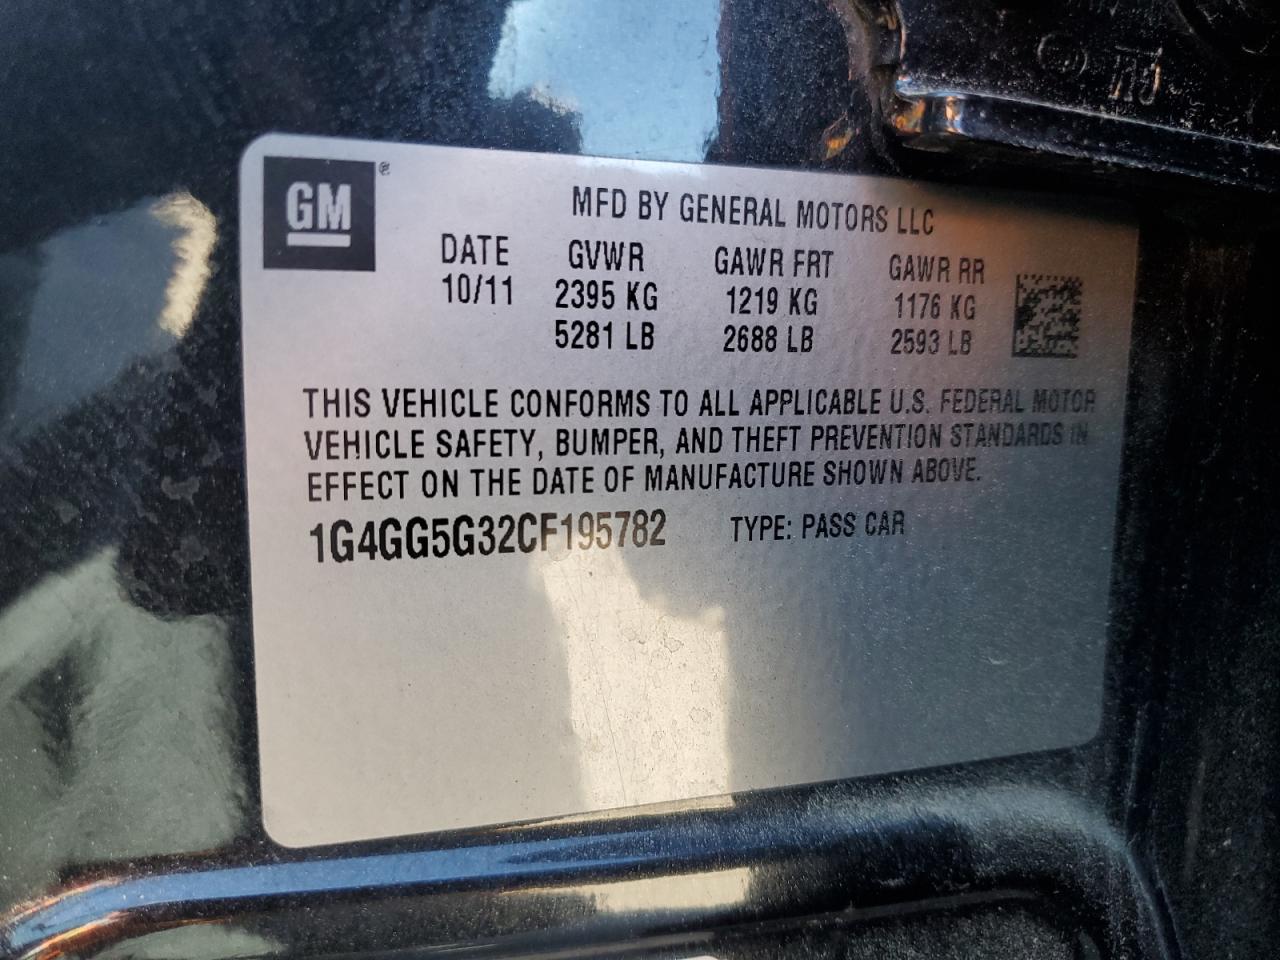 GM ®
MFD BY GENERAL MOTORS LLC
DATE GVWR GAWR FRT GAWR RR
10/11 2395 KG 1219 KG 1176 KG
5281 LB 2688 LB 2593 LB
THIS VEHICLE CONFORMS TO ALL APPLICABLE U.S. FEDERAL MOTOR
VEHICLE SAFETY, BUMPER, AND THEFT PREVENTION STANDARDS IN
EFFECT ON THE DATE OF MANUFACTURE SHOWN ABOVE.
1G4GG5G32CF195782 TYPE: PASS CAR